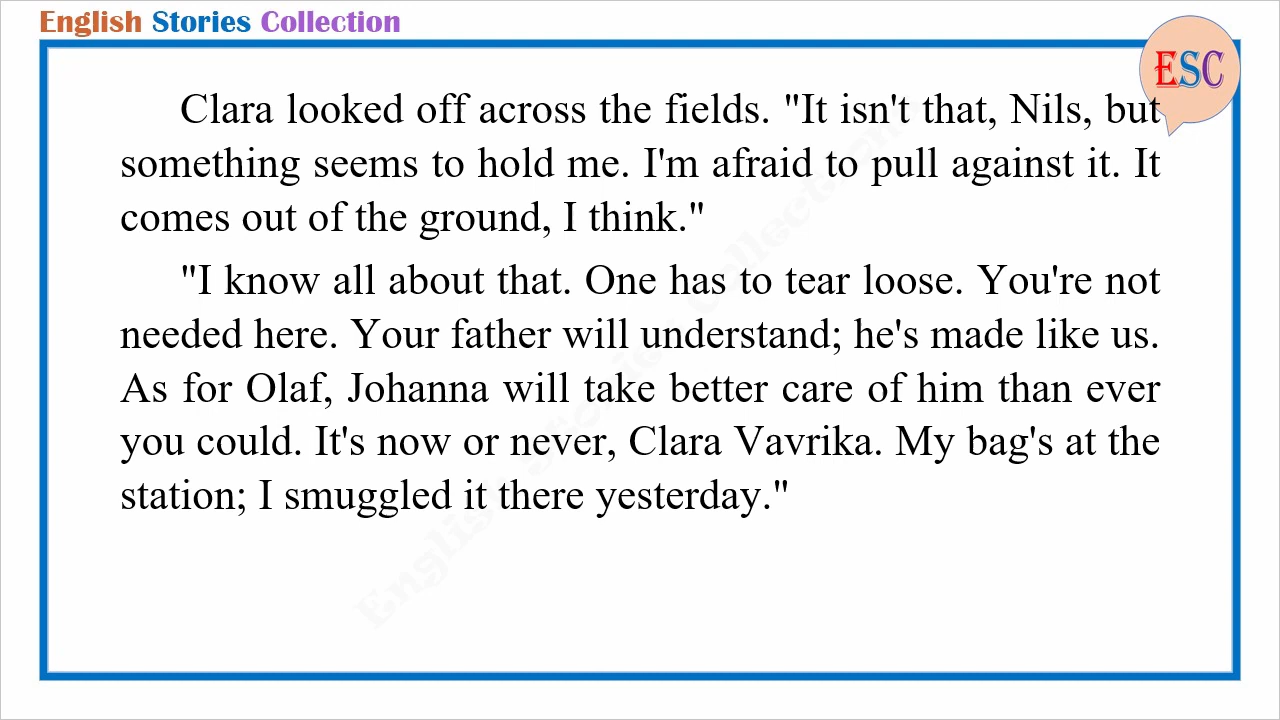 English Stories Collection
ESC
Clara looked off across the fields. "It isn't that, Nils, but
something seems to hold me. I'm afraid to pull against it. It
comes out of the ground, I think."
"I know all about that. One has to tear loose. You're not
needed here. Your father will understand; he's made like us.
As for Olaf, Johanna will take better care of him than ever
you could. It's now or never, Clara Vavrika. My bag's at the
station; I smuggled it there yesterday."
English Stories Collection